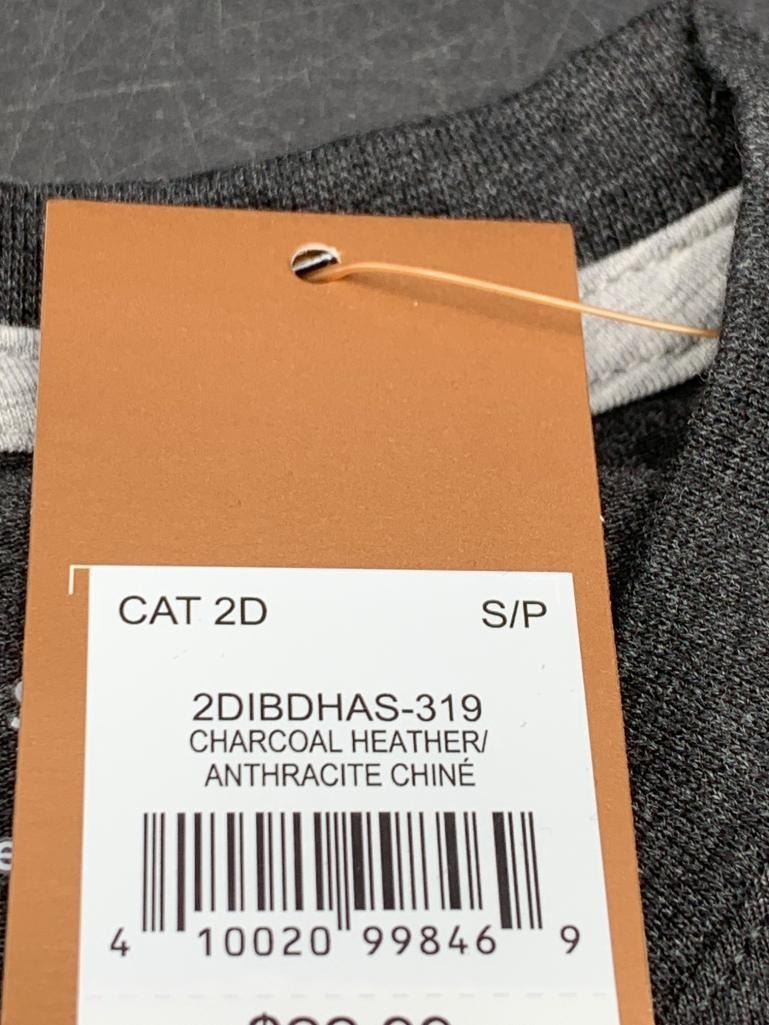 CAT 2D S/P
2DIBDHAS-319
CHARCOAL HEATHER/
ANTHRACITE CHINÉ
4 10020 99846 9